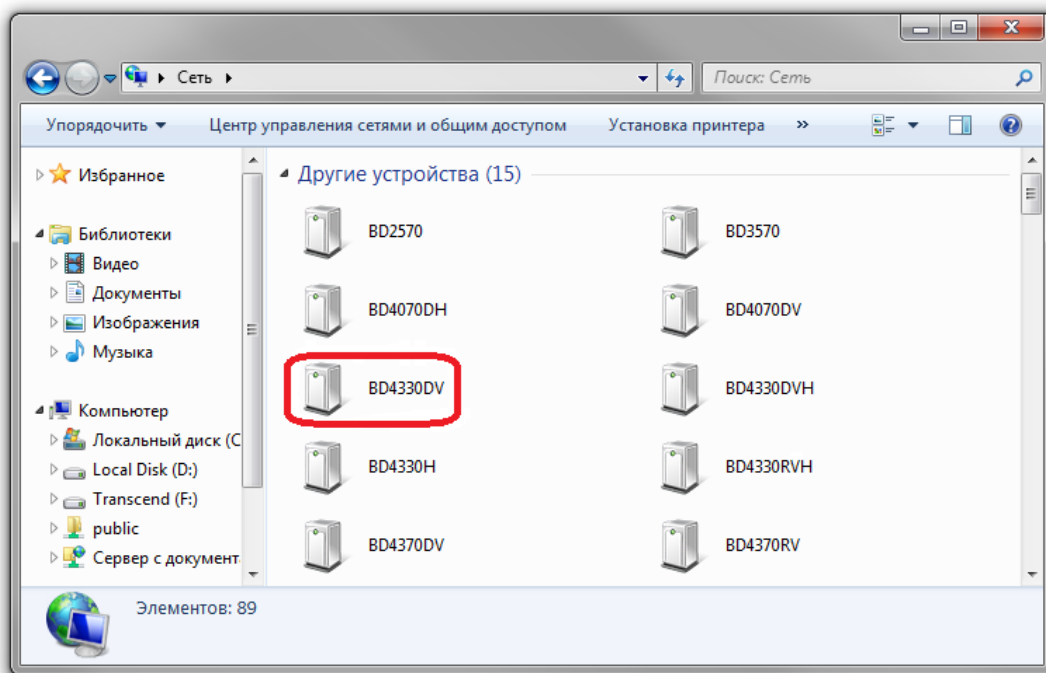 Сеть
Поиск: Сеть
Упорядочить Центр управления сетями и общим доступом Установка принтера »
Избранное
Библиотеки
Видео
Документы
Изображения
Музыка
Компьютер
Локальный диск (C
Local Disk (D:)
Transcend (F:)
public
Сервер с документ
Другие устройства (15)
BD2570 BD3570
BD4070DH BD4070DV
BD4330DV BD4330DVH
BD4330H BD4330RVH
BD4370DV BD4370RV
Элементов: 89